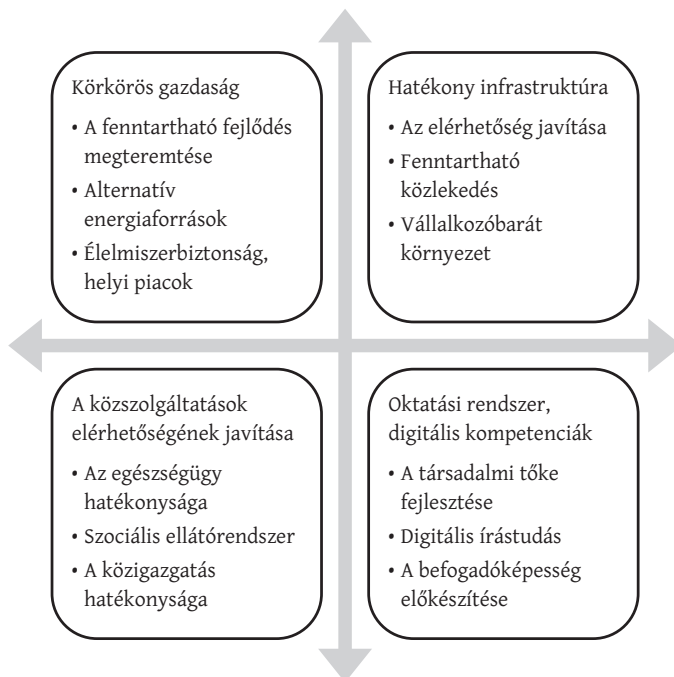 Körkörös gazdaság
• A fenntartható fejlődés
megteremtése
• Alternatív
energiaforrások
• Élelmiszerbiztonság,
helyi piacok
Hatékony infrastruktúra
• Az elérhetőség javítása
• Fenntartható
közlekedés
• Vállalkozóbarát
környezet
A közszolgáltatások
elérhetőségének javítása
• Az egészségügy
hatékonysága
• Szociális ellátórendszer
• A közigazgatás
hatékonysága
Oktatási rendszer,
digitális kompetenciák
• A társadalmi tőke
fejlesztése
• Digitális írástudás
• A befogadóképesség
előkészítése